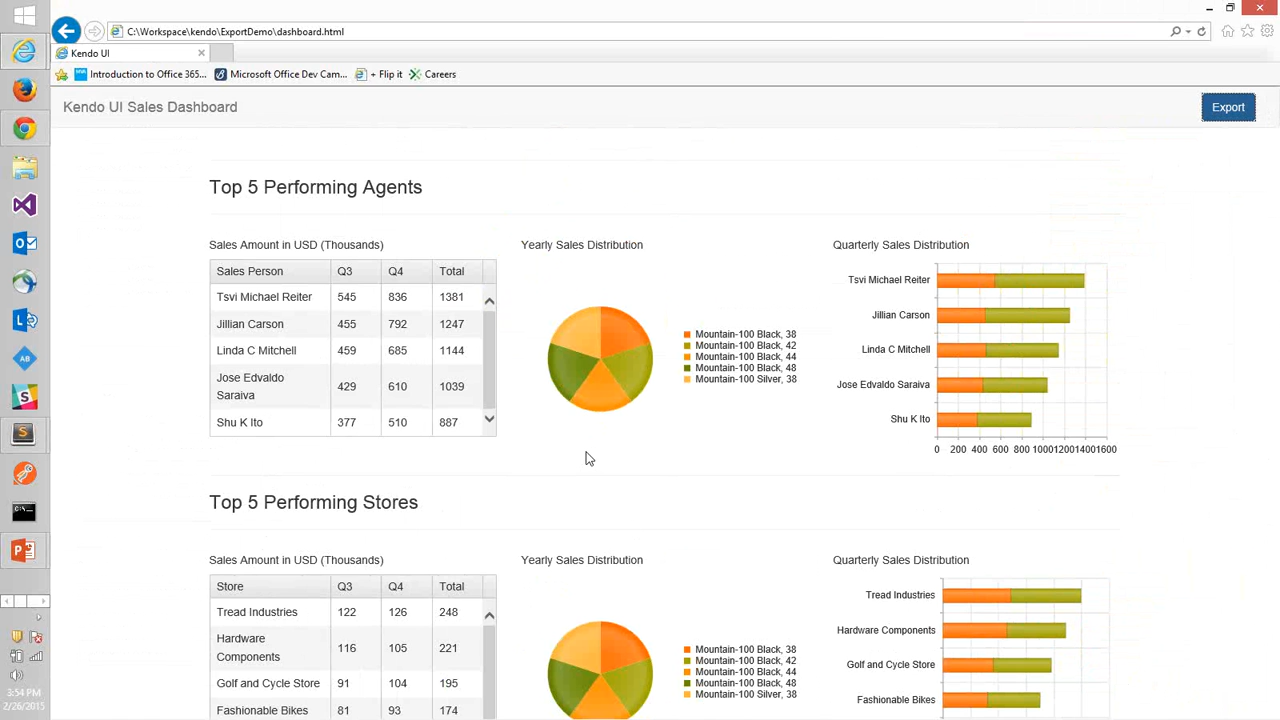 C:\Workspace\kendo\ExportDemo\dashboard.html
Kendo UI
Introduction to Office 365... Microsoft Office Dev Cam... + Flip it Careers
Kendo UI Sales Dashboard
Export
Top 5 Performing Agents
Sales Amount in USD (Thousands)
Sales Person Q3 Q4 Total
Tsvi Michael Reiter 545 836 1381
Jillian Carson 455 792 1247
Linda C Mitchell 459 685 1144
Jose Edvaldo
Saraiva 429 610 1039
Shu K Ito 377 510 887
Yearly Sales Distribution
Mountain-100 Black, 38
Mountain-100 Black, 42
Mountain-100 Black, 44
Mountain-100 Black, 48
Mountain-100 Silver, 38
Quarterly Sales Distribution
Tsvi Michael Reiter
Jillian Carson
Linda C Mitchell
Jose Edvaldo Saraiva
Shu K Ito
0 200 400 600 800 1000 1200 1400 1600
Top 5 Performing Stores
Sales Amount in USD (Thousands)
Store Q3 Q4 Total
Tread Industries 122 126 248
Hardware
Components 116 105 221
Golf and Cycle Store 91 104 195
Fashionable Bikes 81 93 174
Yearly Sales Distribution
Mountain-100 Black, 38
Mountain-100 Black, 42
Mountain-100 Black, 44
Mountain-100 Black, 48
Mountain-100 Silver, 38
Quarterly Sales Distribution
Tread Industries
Hardware Components
Golf and Cycle Store
Fashionable Bikes
3:54 PM
2/26/2015